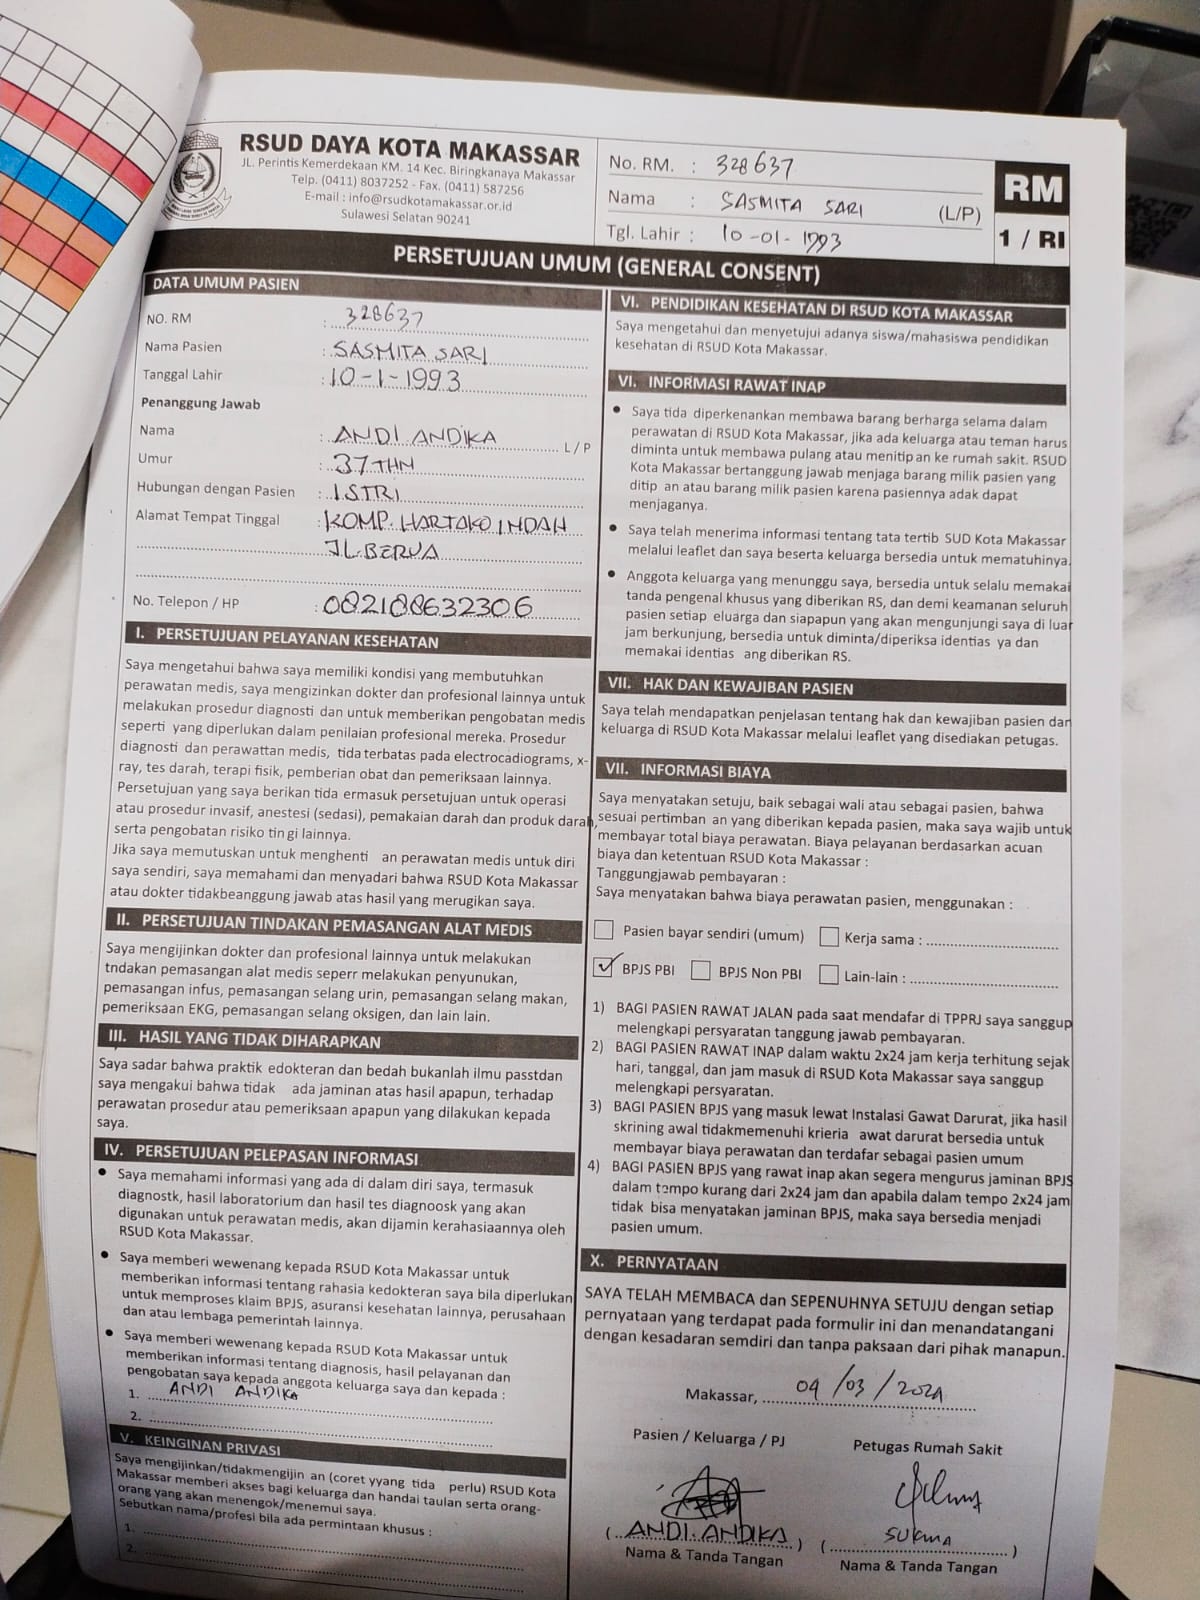 RSUD DAYA KOTA MAKASSAR
JL. Perintis Kemerdekaan KM. 14 Kec. Biringkanaya Makassar
Telp. (0411) 8037252 - Fax. (0411) 587256
E-mail : info@rsudkotamakassar.or.id
Sulawesi Selatan 90241
No. RM. : 328637
Nama : SASMITA SARI (L/P)
Tgl. Lahir : 10-01-1993
RM
1 / RI
PERSETUJUAN UMUM (GENERAL CONSENT)
DATA UMUM PASIEN
NO. RM : 328637
Nama Pasien : SASMITA SARI
Tanggal Lahir : 10-1-1993
Penanggung Jawab
Nama : ANDI ANDIKA L / P
Umur : 37 THN
Hubungan dengan Pasien : ISTRI
Alamat Tempat Tinggal : KOMP. HARTAKO INDAH
JL. BERUA
No. Telepon / HP : 082188632306
I. PERSETUJUAN PELAYANAN KESEHATAN
Saya mengetahui bahwa saya memiliki kondisi yang membutuhkan
perawatan medis, saya mengizinkan dokter dan profesional lainnya untuk
melakukan prosedur diagnosti dan untuk memberikan pengobatan medis
seperti yang diperlukan dalam penilaian profesional mereka. Prosedur
diagnosti dan perawattan medis, tida terbatas pada electrocadiograms, x-
ray, tes darah, terapi fisik, pemberian obat dan pemeriksaan lainnya.
Persetujuan yang saya berikan tida ermasuk persetujuan untuk operasi
atau prosedur invasif, anestesi (sedasi), pemakaian darah dan produk darah,
serta pengobatan risiko tin gi lainnya.
Jika saya memutuskan untuk menghenti an perawatan medis untuk diri
saya sendiri, saya memahami dan menyadari bahwa RSUD Kota Makassar
atau dokter tidakbeanggung jawab atas hasil yang merugikan saya.
II. PERSETUJUAN TINDAKAN PEMASANGAN ALAT MEDIS
Saya mengijinkan dokter dan profesional lainnya untuk melakukan
tndakan pemasangan alat medis seperr melakukan penyunukan,
pemasangan infus, pemasangan selang urin, pemasangan selang makan,
pemeriksaan EKG, pemasangan selang oksigen, dan lain lain.
III. HASIL YANG TIDAK DIHARAPKAN
Saya sadar bahwa praktik edokteran dan bedah bukanlah ilmu passtdan
saya mengakui bahwa tidak ada jaminan atas hasil apapun, terhadap
perawatan prosedur atau pemeriksaan apapun yang dilakukan kepada
saya.
IV. PERSETUJUAN PELEPASAN INFORMASI
• Saya memahami informasi yang ada di dalam diri saya, termasuk
diagnostk, hasil laboratorium dan hasil tes diagnoosk yang akan
digunakan untuk perawatan medis, akan dijamin kerahasiaannya oleh
RSUD Kota Makassar.
• Saya memberi wewenang kepada RSUD Kota Makassar untuk
memberikan informasi tentang rahasia kedokteran saya bila diperlukan
untuk memproses klaim BPJS, asuransi kesehatan lainnya, perusahaan
dan atau lembaga pemerintah lainnya.
• Saya memberi wewenang kepada RSUD Kota Makassar untuk
memberikan informasi tentang diagnosis, hasil pelayanan dan
pengobatan saya kepada anggota keluarga saya dan kepada :
1. ANDI ANDIKA
2.
V. KEINGINAN PRIVASI
Saya mengijinkan/tidakmengijin an (coret yyang tida perlu) RSUD Kota
Makassar memberi akses bagi keluarga dan handai taulan serta orang-
orang yang akan menengok/menemui saya.
Sebutkan nama/profesi bila ada permintaan khusus :
1.
2.
VI. PENDIDIKAN KESEHATAN DI RSUD KOTA MAKASSAR
Saya mengetahui dan menyetujui adanya siswa/mahasiswa pendidikan
kesehatan di RSUD Kota Makassar.
VI. INFORMASI RAWAT INAP
• Saya tida diperkenankan membawa barang berharga selama dalam
perawatan di RSUD Kota Makassar, jika ada keluarga atau teman harus
diminta untuk membawa pulang atau menitip an ke rumah sakit. RSUD
Kota Makassar bertanggung jawab menjaga barang milik pasien yang
ditip an atau barang milik pasien karena pasiennya adak dapat
menjaganya.
• Saya telah menerima informasi tentang tata tertib SUD Kota Makassar
melalui leaflet dan saya beserta keluarga bersedia untuk mematuhinya.
• Anggota keluarga yang menunggu saya, bersedia untuk selalu memakai
tanda pengenal khusus yang diberikan RS, dan demi keamanan seluruh
pasien setiap eluarga dan siapapun yang akan mengunjungi saya di luar
jam berkunjung, bersedia untuk diminta/diperiksa identias ya dan
memakai identias ang diberikan RS.
VII. HAK DAN KEWAJIBAN PASIEN
Saya telah mendapatkan penjelasan tentang hak dan kewajiban pasien dan
keluarga di RSUD Kota Makassar melalui leaflet yang disediakan petugas.
VII. INFORMASI BIAYA
Saya menyatakan setuju, baik sebagai wali atau sebagai pasien, bahwa
sesuai pertimban an yang diberikan kepada pasien, maka saya wajib untuk
membayar total biaya perawatan. Biaya pelayanan berdasarkan acuan
biaya dan ketentuan RSUD Kota Makassar :
Tanggungjawab pembayaran :
Saya menyatakan bahwa biaya perawatan pasien, menggunakan :
Pasien bayar sendiri (umum) Kerja sama :
✓ BPJS PBI BPJS Non PBI Lain-lain :
1) BAGI PASIEN RAWAT JALAN pada saat mendafar di TPPRJ saya sanggup
melengkapi persyaratan tanggung jawab pembayaran.
2) BAGI PASIEN RAWAT INAP dalam waktu 2x24 jam kerja terhitung sejak
hari, tanggal, dan jam masuk di RSUD Kota Makassar saya sanggup
melengkapi persyaratan.
3) BAGI PASIEN BPJS yang masuk lewat Instalasi Gawat Darurat, jika hasil
skrining awal tidakmemenuhi krieria awat darurat bersedia untuk
membayar biaya perawatan dan terdafar sebagai pasien umum
4) BAGI PASIEN BPJS yang rawat inap akan segera mengurus jaminan BPJS
dalam tempo kurang dari 2x24 jam dan apabila dalam tempo 2x24 jam
tidak bisa menyatakan jaminan BPJS, maka saya bersedia menjadi
pasien umum.
X. PERNYATAAN
SAYA TELAH MEMBACA dan SEPENUHNYA SETUJU dengan setiap
pernyataan yang terdapat pada formulir ini dan menandatangani
dengan kesadaran semdiri dan tanpa paksaan dari pihak manapun.
Makassar, 04/03/2024
Pasien / Keluarga / PJ Petugas Rumah Sakit
( ANDI ANDIKA ) ( SUKMA )
Nama & Tanda Tangan Nama & Tanda Tangan